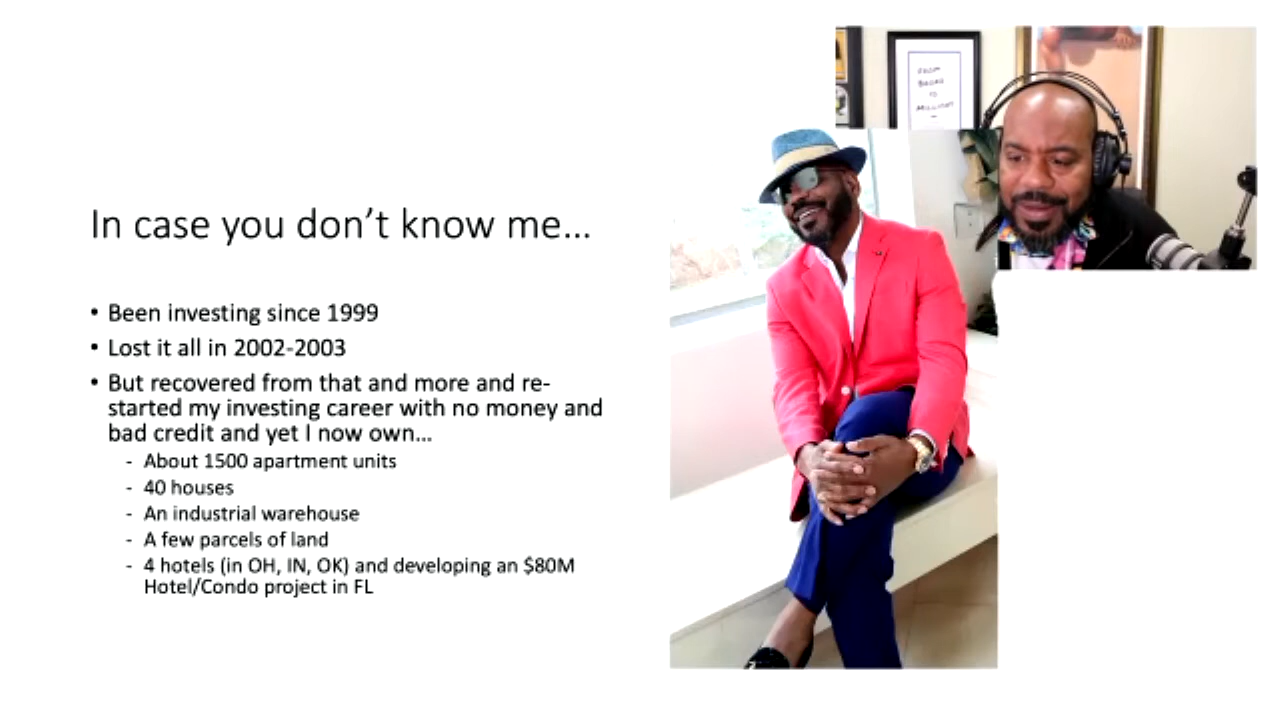 In case you don't know me...
• Been investing since 1999
• Lost it all in 2002-2003
• But recovered from that and more and re-
started my investing career with no money and
bad credit and yet I now own...
- About 1500 apartment units
- 40 houses
- An industrial warehouse
- A few parcels of land
- 4 hotels (in OH, IN, OK) and developing an $80M
Hotel/Condo project in FL